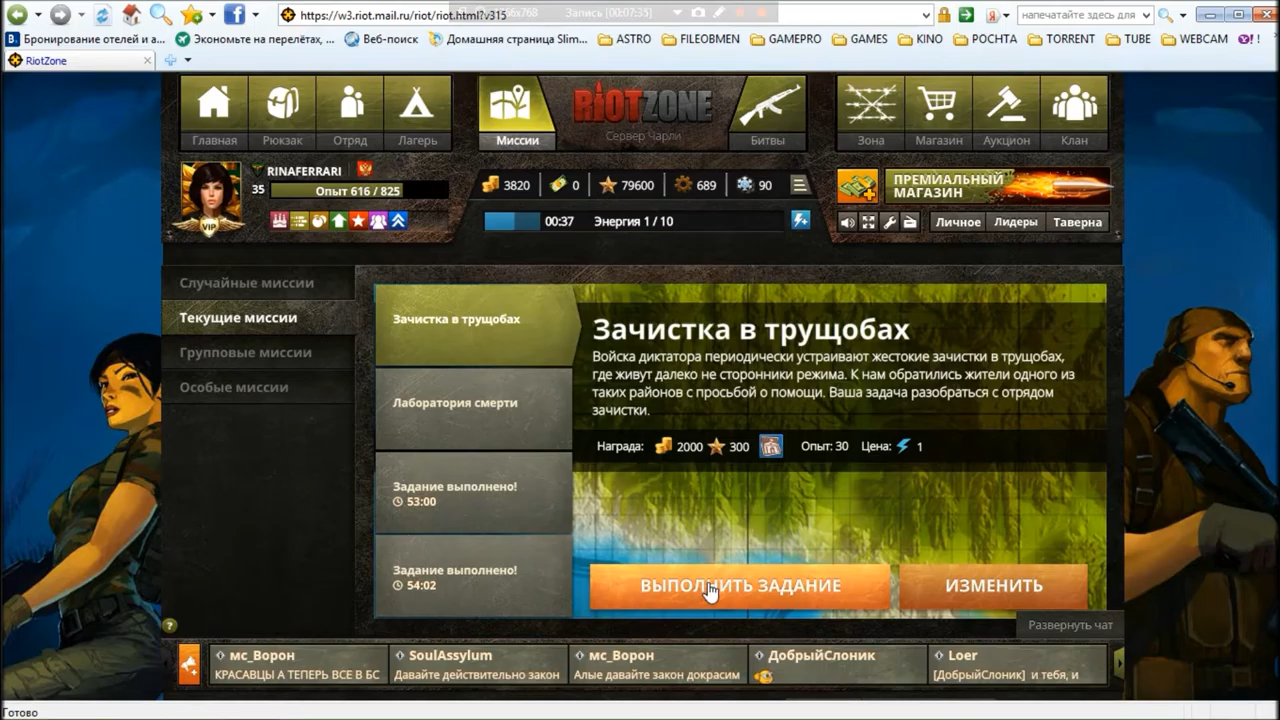 https://w3.riot.mail.ru/riot/riot.html?v315
Запись [00:07:35]
напечатайте здесь для
Бронирование отелей и а...
Экономьте на перелётах, ...
Веб-поиск
Домашняя страница Slim...
ASTRO
FILEOBMEN
GAMEPRO
GAMES
KINO
POCHTA
TORRENT
TUBE
WEBCAM
RiotZone
Главная
Рюкзак
Отряд
Лагерь
Миссии
RIOTZONE
Сервер Чарли
Битвы
Зона
Магазин
Аукцион
Клан
RINAFERRARI
35
Опыт 616 / 825
VIP
3820
0
79600
689
90
00:37
Энергия 1 / 10
ПРЕМИАЛЬНЫЙ
МАГАЗИН
Личное
Лидеры
Таверна
Случайные миссии
Текущие миссии
Групповые миссии
Особые миссии
Зачистка в трущобах
Лаборатория смерти
Задание выполнено!
53:00
Задание выполнено!
54:02
Зачистка в трущобах
Войска диктатора периодически устраивают жестокие зачистки в трущобах,
где живут далеко не сторонники режима. К нам обратились жители одного из
таких районов с просьбой о помощи. Ваша задача разобраться с отрядом
зачистки.
Награда: 2000 300 Опыт: 30 Цена: 1
ВЫПОЛНИТЬ ЗАДАНИЕ
ИЗМЕНИТЬ
Развернуть чат
мс_Ворон
КРАСАВЦЫ А ТЕПЕРЬ ВСЕ В БС
SoulAssylum
Давайте действительно закон
мс_Ворон
Алые давайте закон докрасим
ДобрыйСлоник
Loer
[ДобрыйСлоник] и тебя, и
Готово